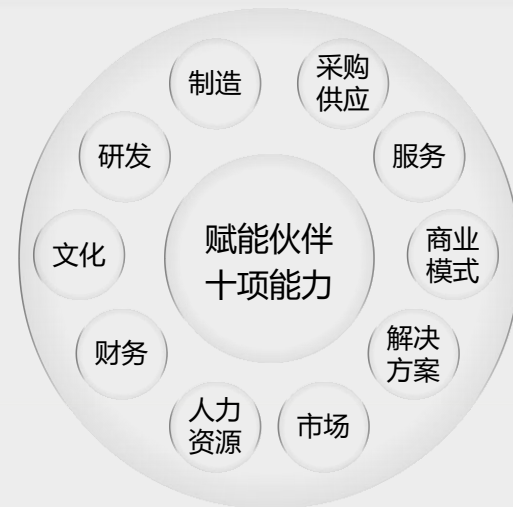 制造
采购
供应
研发
服务
文化
赋能伙伴
十项能力
商业
模式
财务
解决
方案
人力
资源
市场